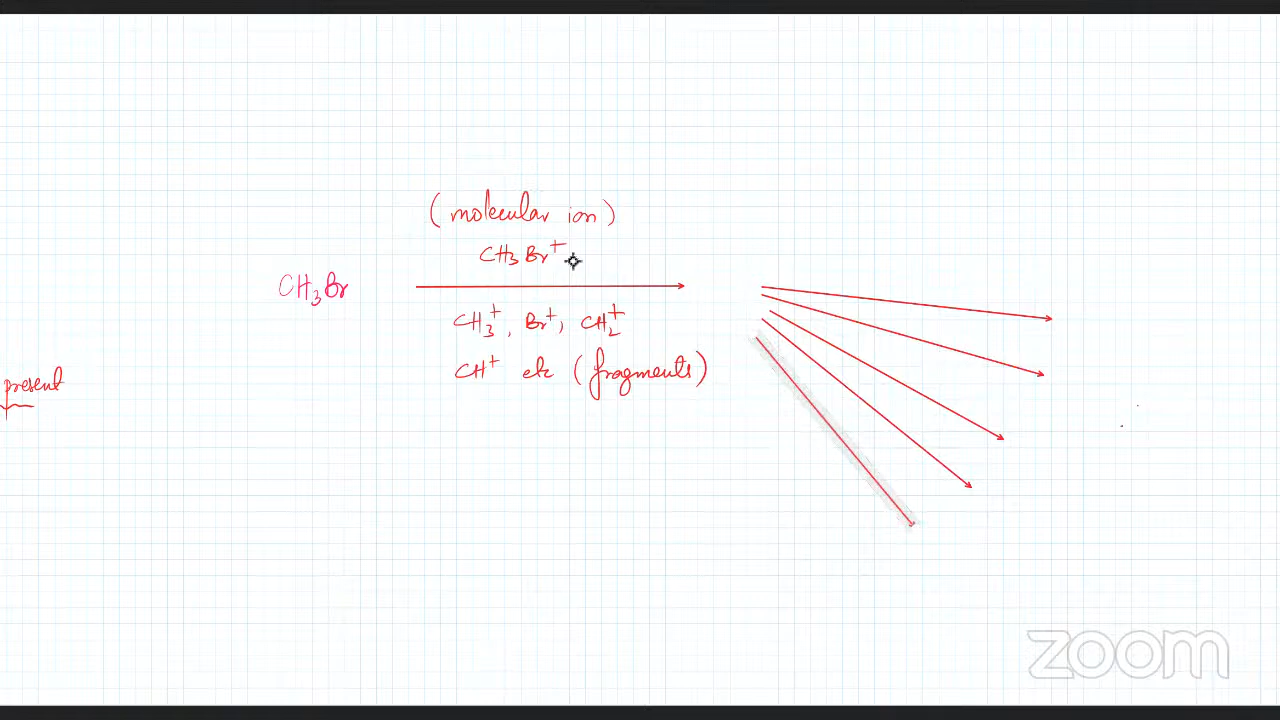 (molecular ion)
CH3Br+
CH3Br
CH3+, Br+, CH2+
CH+ etc (fragments)
present
zoom